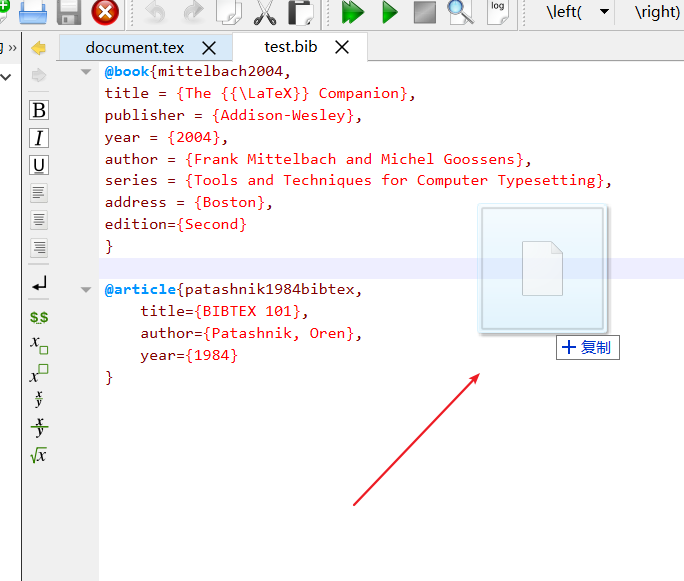 log
\left(
\right)
document.tex
test.bib
@book{mittelbach2004,
title = {The {{\LaTeX}} Companion},
publisher = {Addison-Wesley},
year = {2004},
author = {Frank Mittelbach and Michel Goossens},
series = {Tools and Techniques for Computer Typesetting},
address = {Boston},
edition={Second}
}
复制
@article{patashnik1984bibtex,
title={BIBTEX 101},
author={Patashnik, Oren},
year={1984}
}
B
I
U
$$
x
x
x/y
x/y
√x